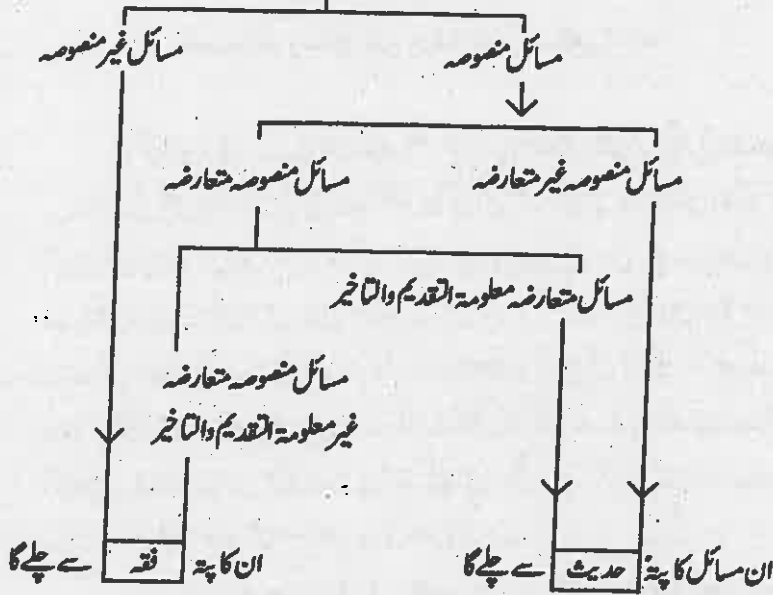 مسائل منصوصہ
مسائل غیر منصوصہ
مسائل منصوصہ غیر متعارضہ
مسائل منصوصہ متعارضہ
مسائل متعارضہ معلومۃ التقدیم والتاخیر
مسائل منصوصہ متعارضہ
غیر معلومۃ التقدیم والتاخیر
ان مسائل کا پتۂ حدیث سے چلے گا
ان کا پتہ فقہ سے چلے گا